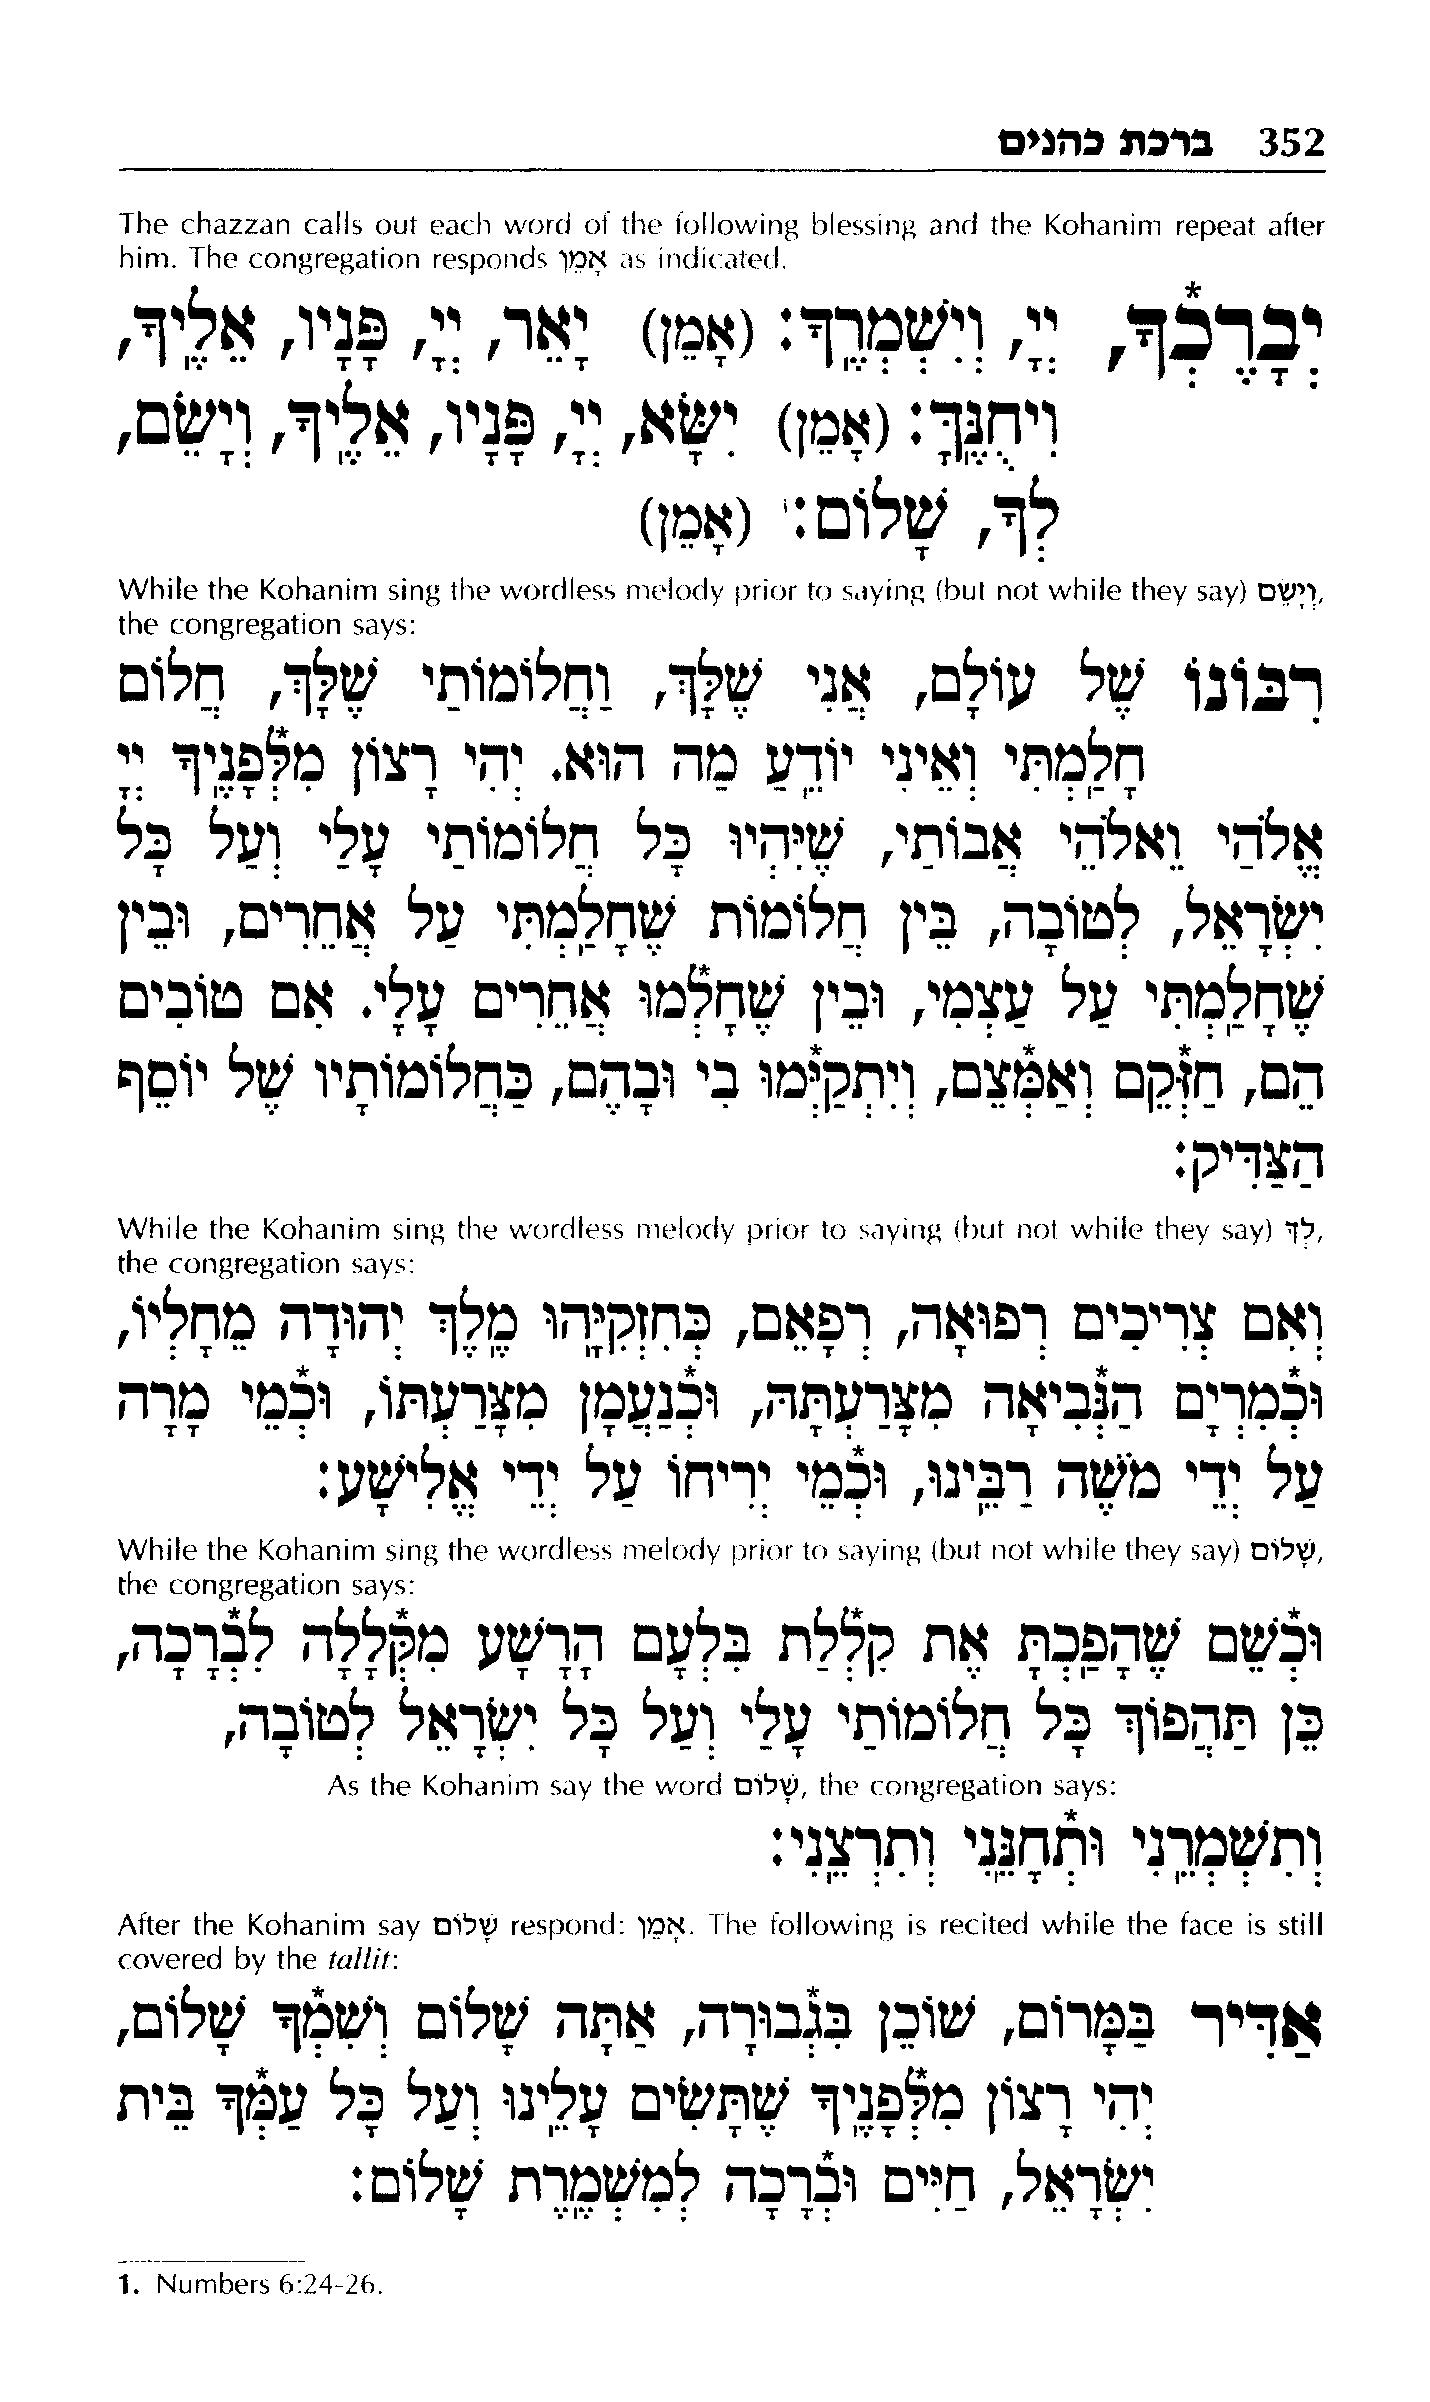 352 ברכת כהנים
The chazzan calls out each word of the following blessing and the Kohanim repeat after
him. The congregation responds אָמֵן as indicated.
יְבָרֶכְ*ךָ, יְיָ, וְיִשְׁמְרֶֽךָ: (אָמֵן) יָאֵר, יְיָ, פָּנָיו, אֵלֶֽיךָ,
וִיחֻנֶּֽךָּ: (אָמֵן) יִשָּׂא, יְיָ, פָּנָיו, אֵלֶֽיךָ, וְיָשֵׂם,
לְךָ, שָׁלוֹם:¹ (אָמֵן)
While the Kohanim sing the wordless melody prior to saying (but not while they say) וְיָשֵׂם,
the congregation says:
רִבּוֹנוֹ שֶׁל עוֹלָם, אֲנִי שֶׁלָּךְ, וַחֲלוֹמוֹתַי שֶׁלָּךְ, חֲלוֹם
חָלַֽמְתִּי וְאֵינִי יוֹדֵֽעַ מַה הוּא. יְהִי רָצוֹן מִלְּ*פָנֶֽיךָ יְיָ
אֱלֹהַי וֵאלֹהֵי אֲבוֹתַי, שֶׁיִּהְיוּ כָּל חֲלוֹמוֹתַי עָלַי וְעַל כָּל
יִשְׂרָאֵל, לְטוֹבָה, בֵּין חֲלוֹמוֹת שֶׁחָלַֽמְתִּי עַל אֲחֵרִים, וּבֵין
שֶׁחָלַֽמְתִּי עַל עַצְמִי, וּבֵין שֶׁחָלְ*מוּ אֲחֵרִים עָלָי. אִם טוֹבִים
הֵם, חַזְּ*קֵם וְאַמְּ*צֵם, וְיִתְקַיְּ*מוּ בִי וּבָהֶם, כַּחֲלוֹמוֹתָיו שֶׁל יוֹסֵף
הַצַּדִּיק:
While the Kohanim sing the wordless melody prior to saying (but not while they say) לְךָ,
the congregation says:
וְאִם צְרִיכִים רְפוּאָה, רְפָאֵם, כְּחִזְקִיָּֽהוּ מֶֽלֶךְ יְהוּדָה מֵחָלְיוֹ,
וּכְ*מִרְיָם הַנְּ*בִיאָה מִצָּרַעְתָּהּ, וּכְ*נַעֲמָן מִצָּרַעְתּוֹ, וּכְ*מֵי מָרָה
עַל יְדֵי מֹשֶׁה רַבֵּֽינוּ, וּכְ*מֵי יְרִיחוֹ עַל יְדֵי אֱלִישָׁע:
While the Kohanim sing the wordless melody prior to saying (but not while they say) שָׁלוֹם,
the congregation says:
וּכְ*שֵׁם שֶׁהָפַֽכְתָּ אֶת קִלְ*לַת בִּלְעָם הָרָשָׁע מִקְּ*לָלָה לִבְ*רָכָה,
כֵּן תַּהֲפוֹךְ כָּל חֲלוֹמוֹתַי עָלַי וְעַל כָּל יִשְׂרָאֵל לְטוֹבָה,
As the Kohanim say the word שָׁלוֹם, the congregation says:
וְתִשְׁמְרֵֽנִי וּתְ*חָנֵּֽנִי וְתִרְצֵֽנִי:
After the Kohanim say שָׁלוֹם respond: אָמֵן. The following is recited while the face is still
covered by the tallit:
אַדִּיר בַּמָּרוֹם, שׁוֹכֵן בִּגְ*בוּרָה, אַתָּה שָׁלוֹם וְשִׁמְ*ךָ שָׁלוֹם,
יְהִי רָצוֹן מִלְּ*פָנֶֽיךָ שֶׁתָּשִׂים עָלֵֽינוּ וְעַל כָּל עַמְּ*ךָ בֵּית
יִשְׂרָאֵל, חַיִּים וּבְ*רָכָה לְמִשְׁמֶֽרֶת שָׁלוֹם:
1. Numbers 6:24-26.